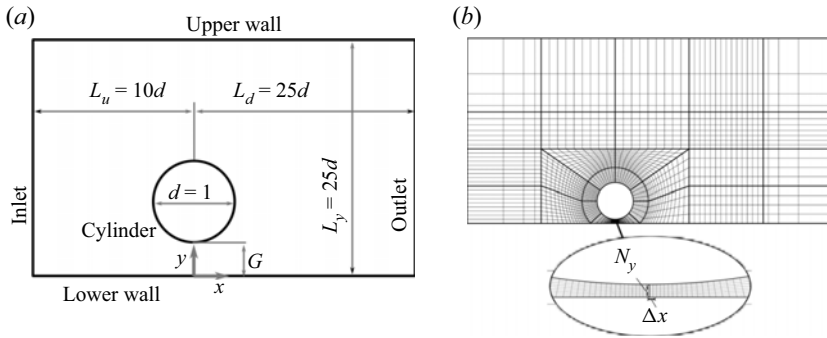 (a)
Upper wall
L_u = 10d
L_d = 25d
L_y = 25d
Inlet
Outlet
d = 1
Cylinder
y
G
x
Lower wall
(b)
N_y
Δx